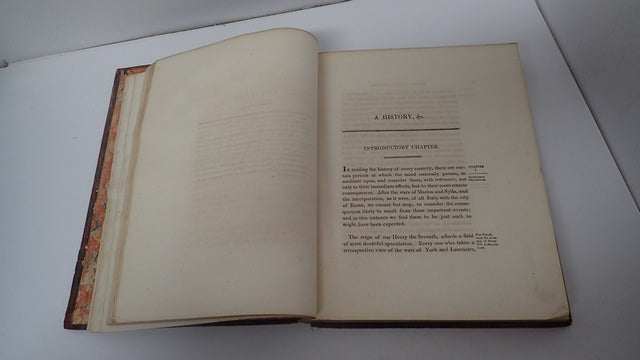 A HISTORY, &c.
INTRODUCTORY CHAPTER.
IN reading the history of every country, there are cer-
tain periods at which the mind naturally pauses, to
meditate upon, and consider them, with reference, not
only to their immediate effects, but to their more remote
consequences. After the wars of Marius and Sylla, and
the incorporation, as it were, of all Italy with the city
of Rome, we cannot but stop, to consider the conse-
quences likely to result from these important events;
and in this instance we find them to be just such as
might have been expected.
The reign of our Henry the Seventh, affords a field
of more doubtful speculation. Every one who takes a
retrospective view of the wars of York and Lancaster,
CHAPTER
Introductory
Observations.
First Period,